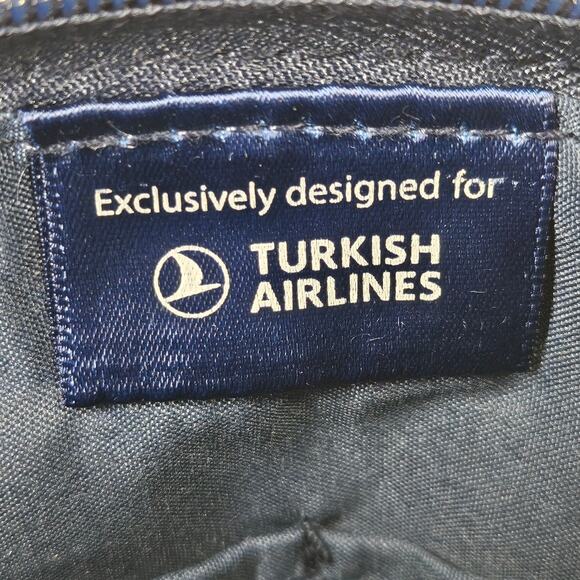 Exclusively designed for
TURKISH
AIRLINES